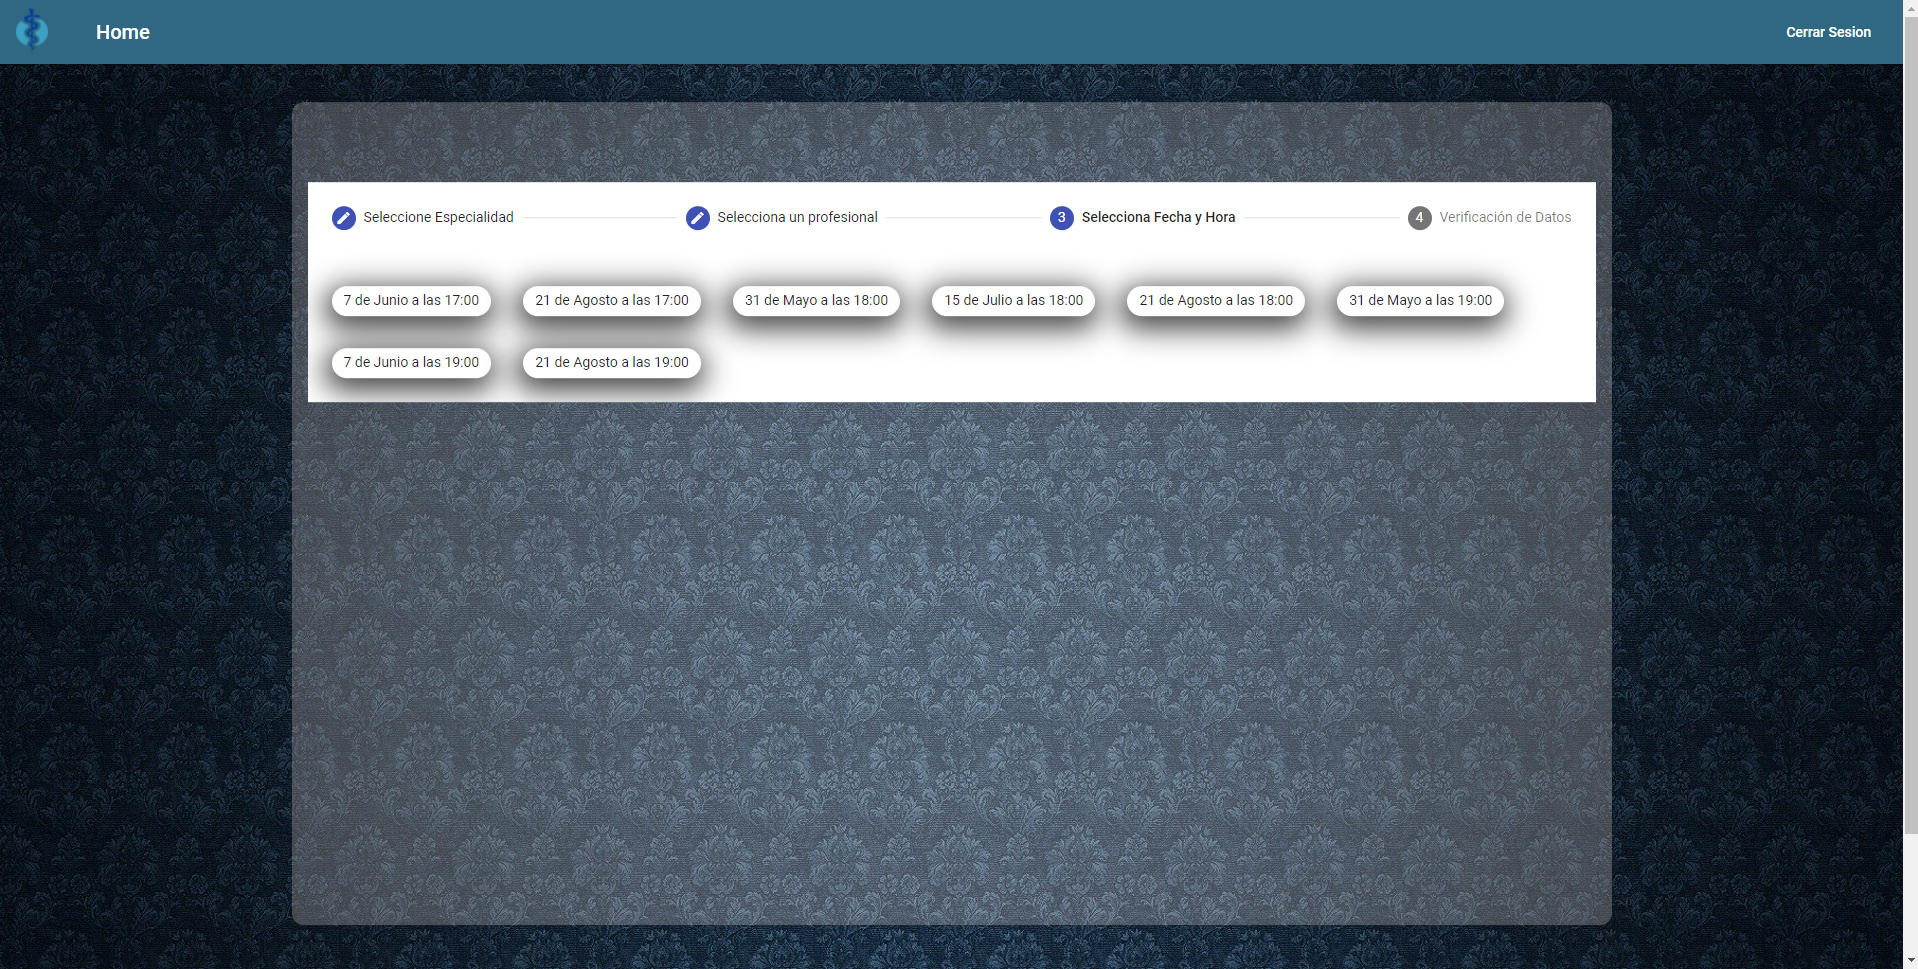 Home
Cerrar Sesion
Seleccione Especialidad
Selecciona un profesional
3 Selecciona Fecha y Hora
4 Verificación de Datos
7 de Junio a las 17:00
21 de Agosto a las 17:00
31 de Mayo a las 18:00
15 de Julio a las 18:00
21 de Agosto a las 18:00
31 de Mayo a las 19:00
7 de Junio a las 19:00
21 de Agosto a las 19:00